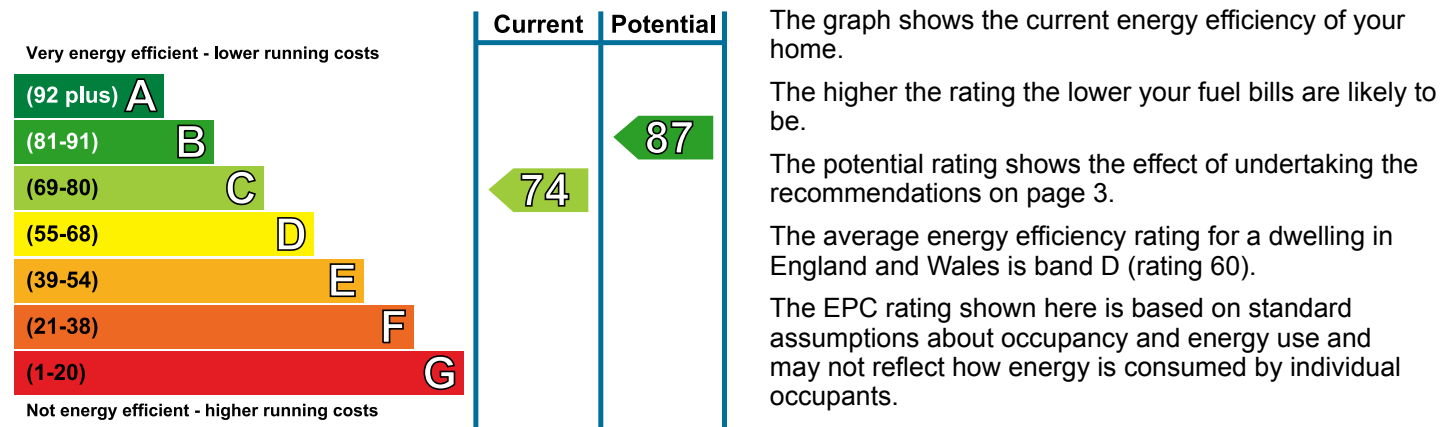 Current Potential
Very energy efficient - lower running costs
(92 plus) A
(81-91) B
87
(69-80) C
74
(55-68) D
(39-54) E
(21-38) F
(1-20) G
Not energy efficient - higher running costs
The graph shows the current energy efficiency of your
home.
The higher the rating the lower your fuel bills are likely to
be.
The potential rating shows the effect of undertaking the
recommendations on page 3.
The average energy efficiency rating for a dwelling in
England and Wales is band D (rating 60).
The EPC rating shown here is based on standard
assumptions about occupancy and energy use and
may not reflect how energy is consumed by individual
occupants.